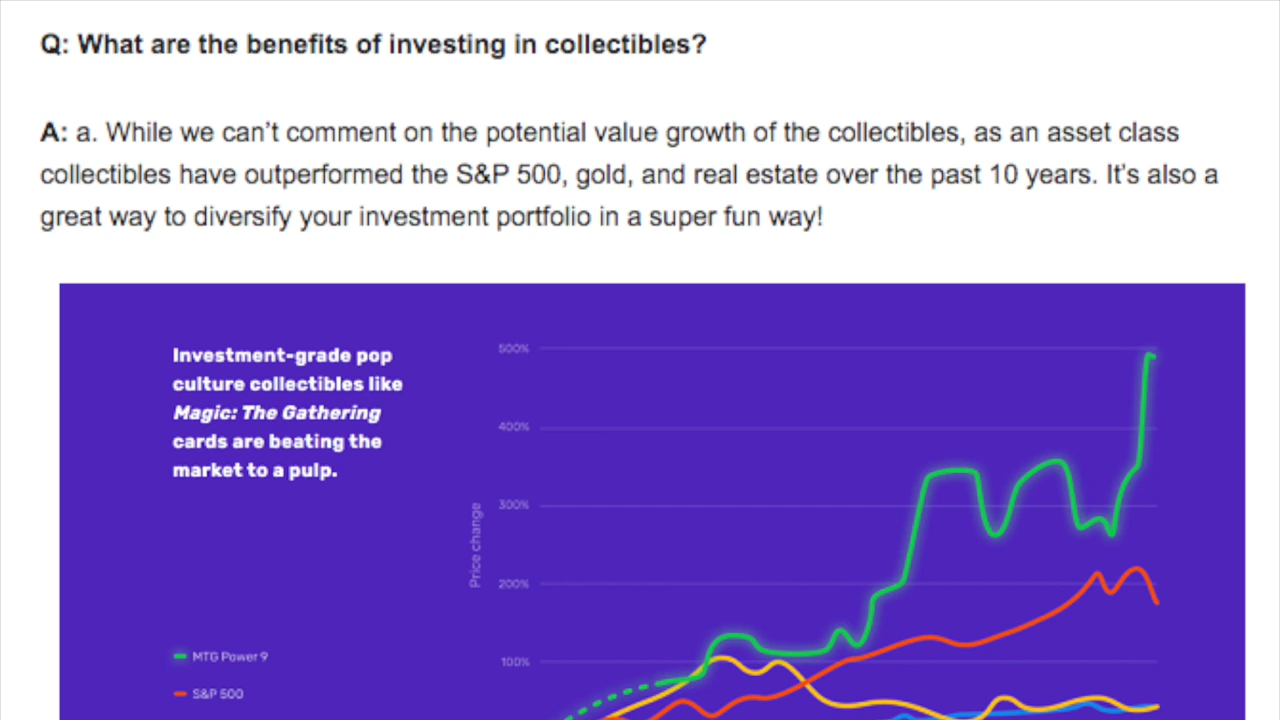 Q: What are the benefits of investing in collectibles?
A: a. While we can’t comment on the potential value growth of the collectibles, as an asset class
collectibles have outperformed the S&P 500, gold, and real estate over the past 10 years. It’s also a
great way to diversify your investment portfolio in a super fun way!
Investment-grade pop
culture collectibles like
Magic: The Gathering
cards are beating the
market to a pulp.
500%
400%
300%
200%
100%
Price change
MTG Power 9
S&P 500